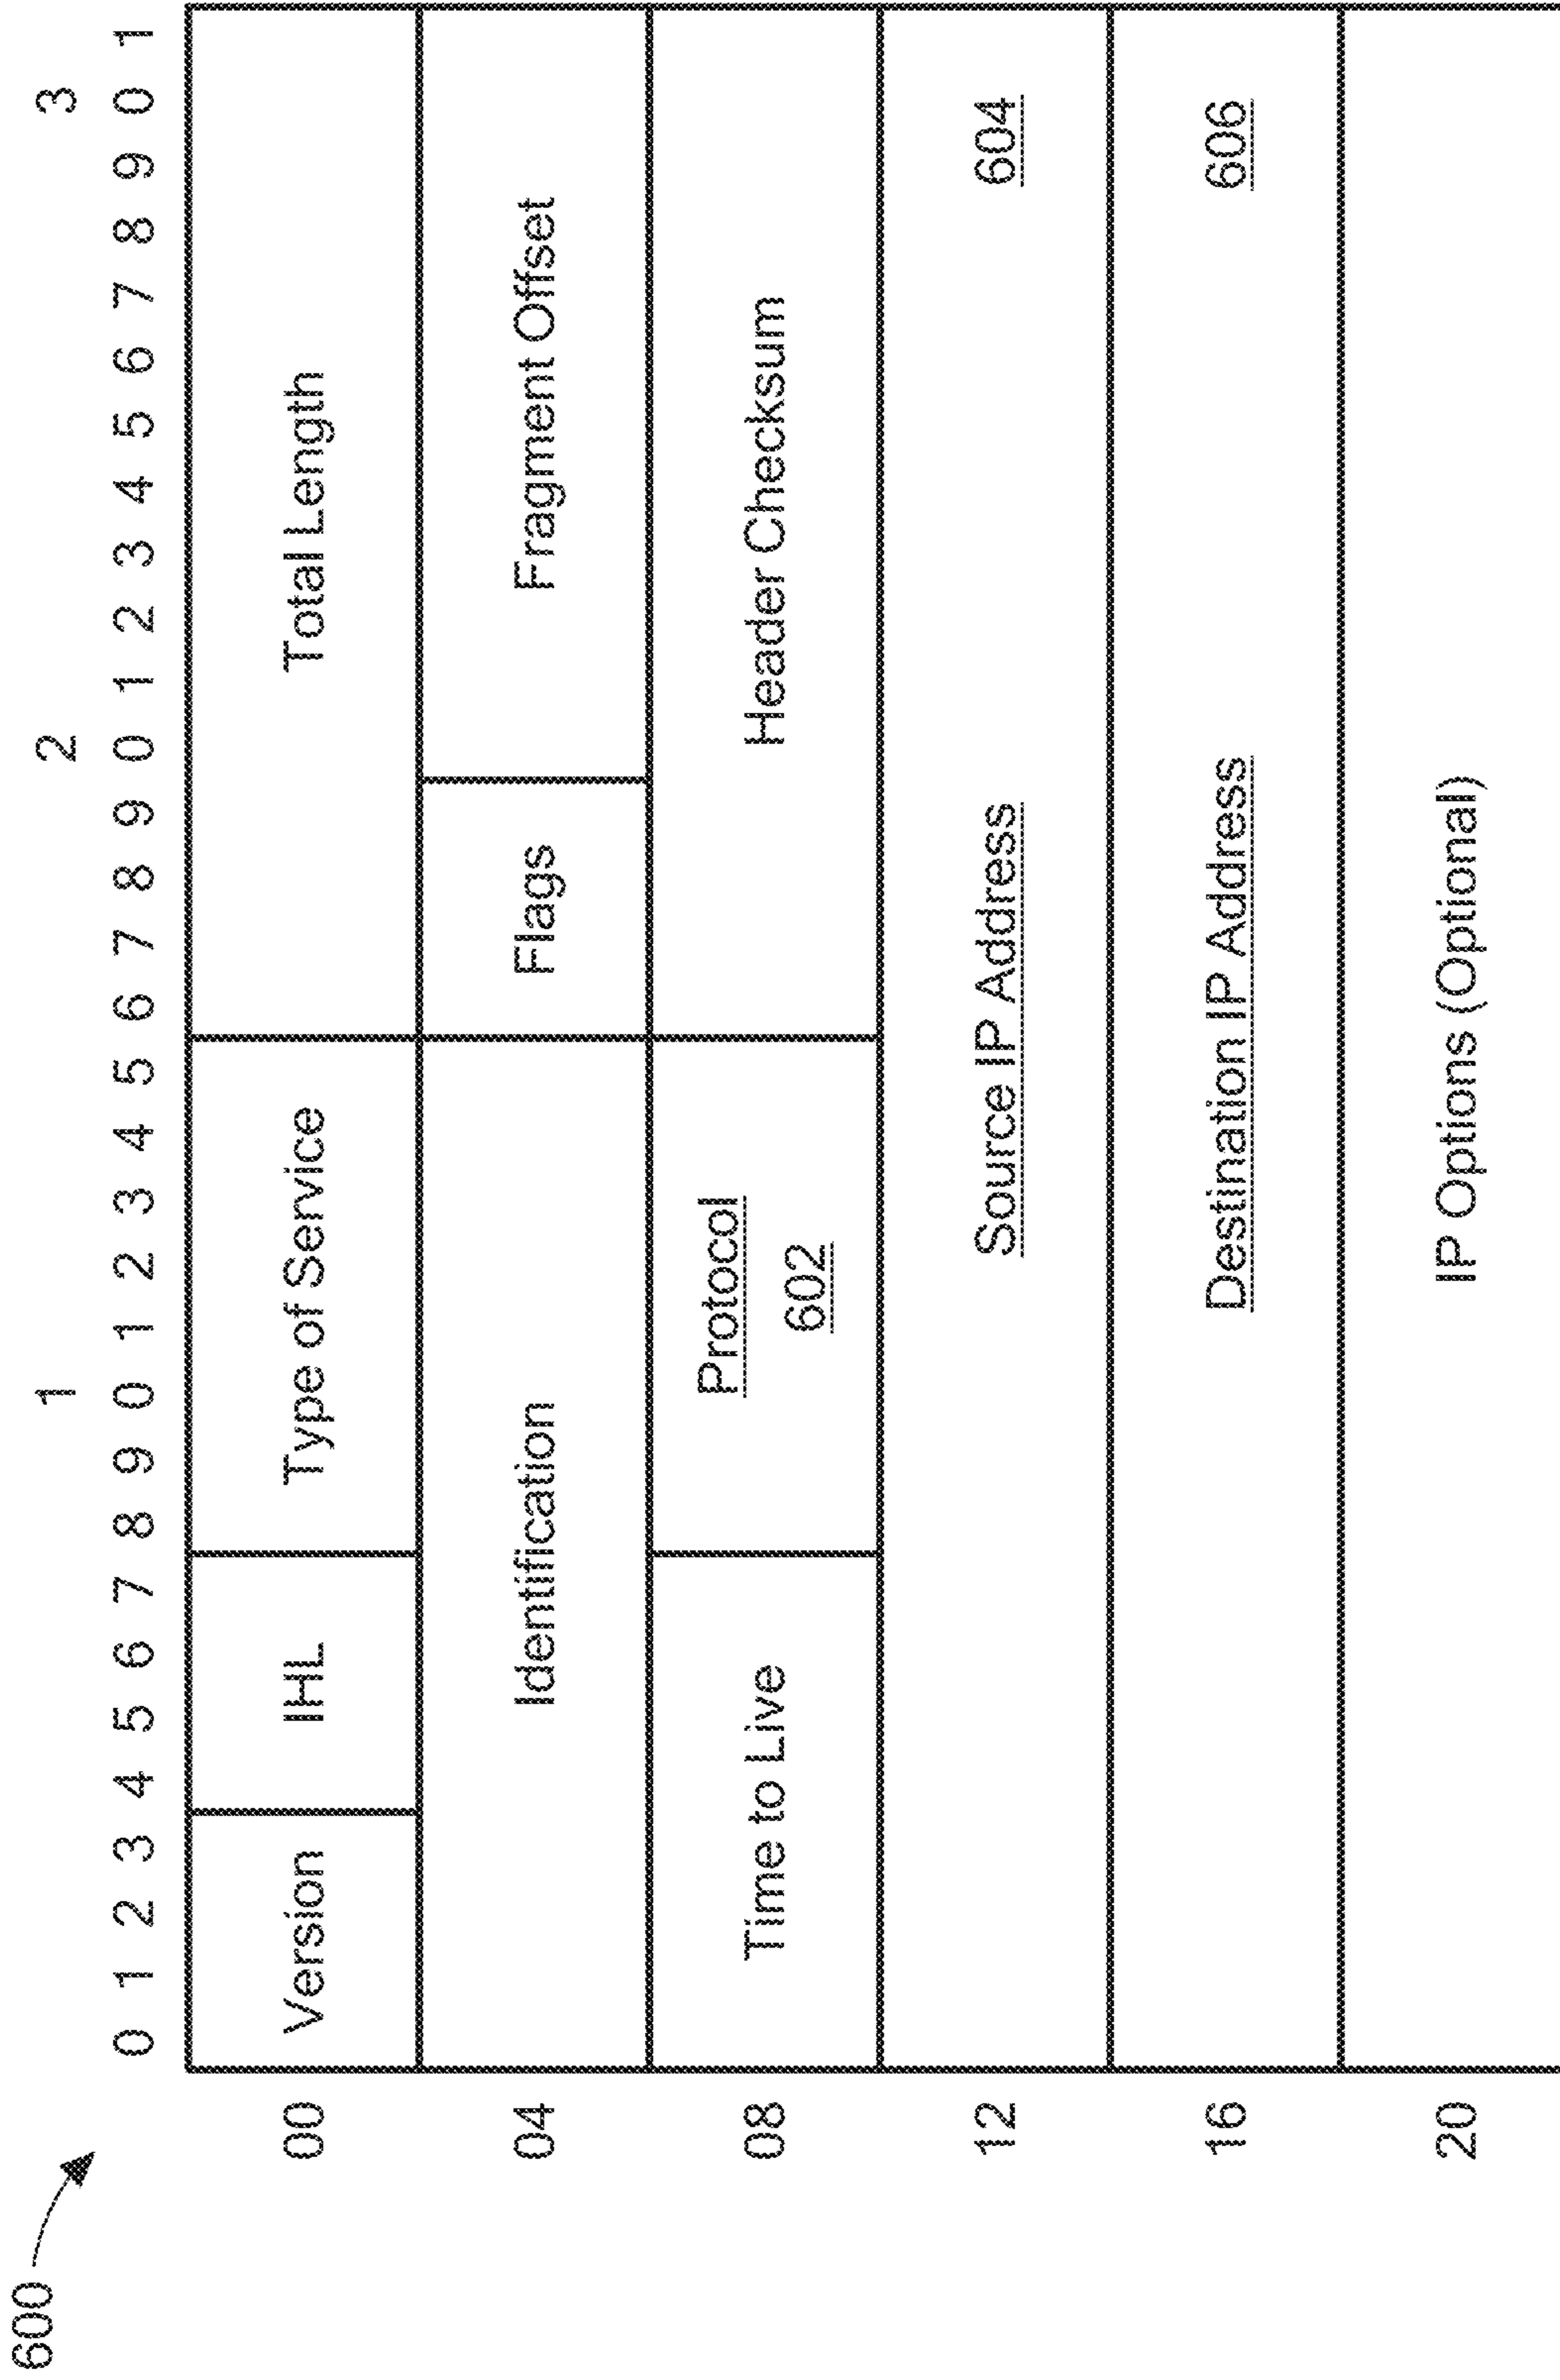 600
1 2 3
0 1 2 3 4 5 6 7 8 9 0 1 2 3 4 5 6 7 8 9 0 1 2 3 4 5 6 7 8 9 0 1
00 Version IHL Type of Service Total Length
04 Identification Flags Fragment Offset
08 Time to Live Protocol 602 Header Checksum
12 Source IP Address 604
16 Destination IP Address 606
20 IP Options (Optional)